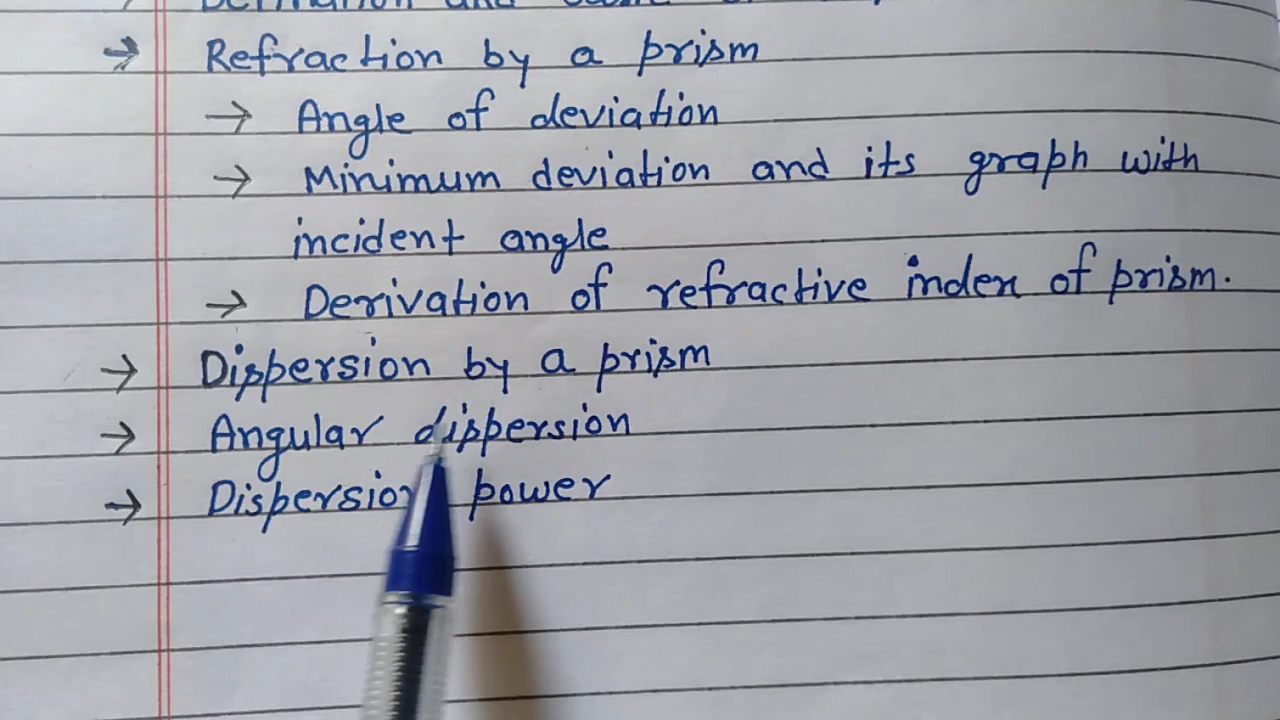 → Refraction by a prism
→ Angle of deviation
→ Minimum deviation and its graph with
incident angle
→ Derivation of refractive index of prism.
→ Dispersion by a prism
→ Angular dispersion
→ Dispersion power